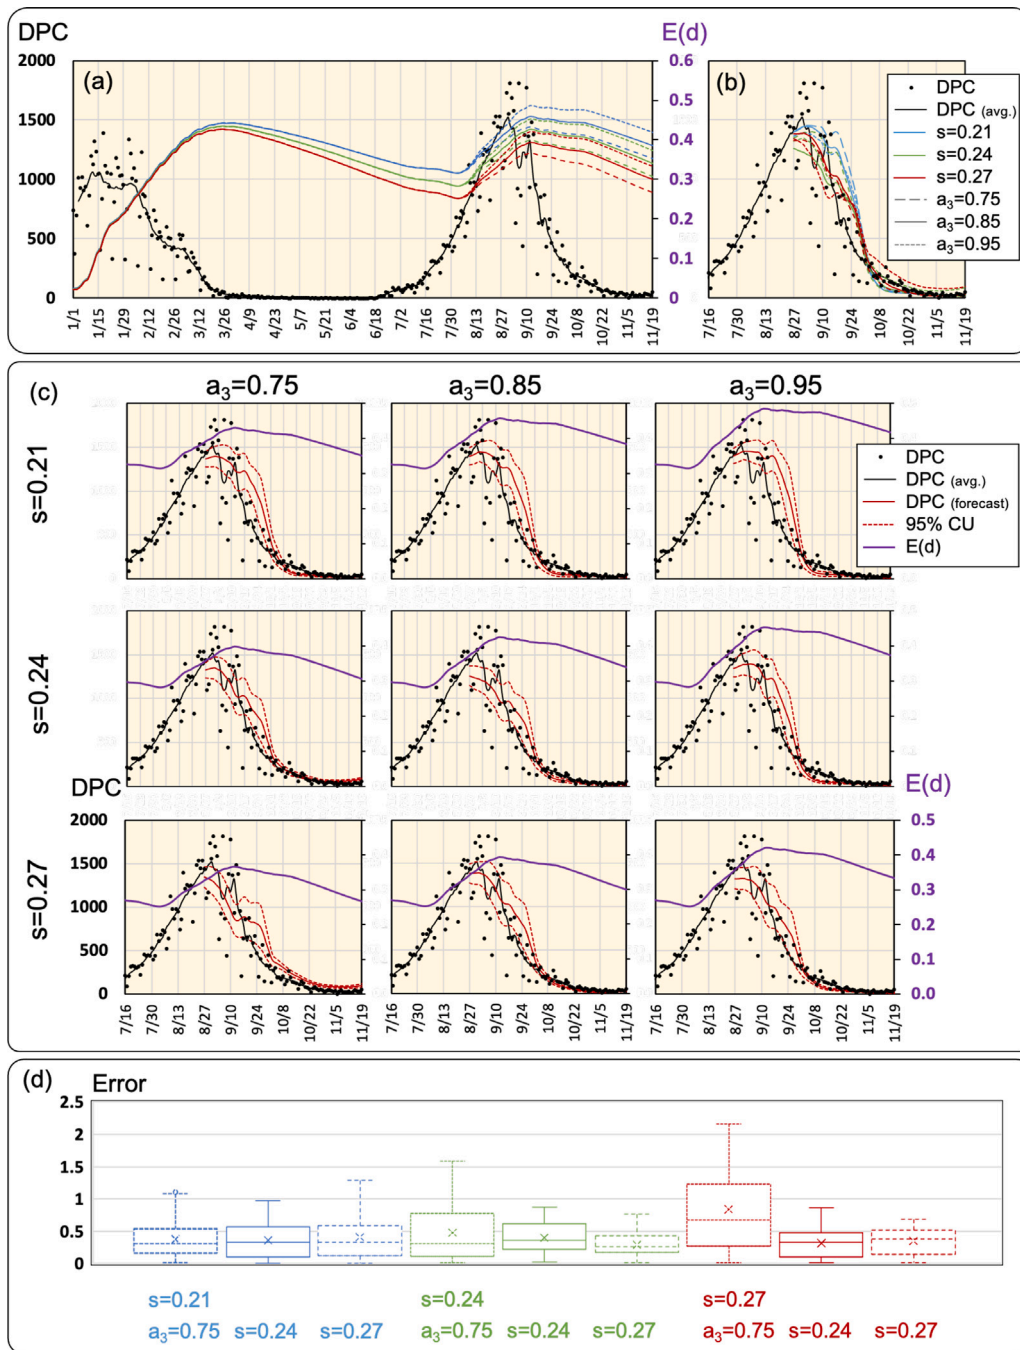 DPC
E(d)
2000
1500
1000
500
0
(a)
0.6
0.5
0.4
0.3
0.2
0.1
0
(b)
DPC
DPC (avg.)
s=0.21
s=0.24
s=0.27
a3=0.75
a3=0.85
a3=0.95
1/1
1/15
1/29
2/12
2/26
3/12
3/26
4/9
4/23
5/7
5/21
6/4
6/18
7/2
7/16
7/30
8/13
8/27
9/10
9/24
10/8
10/22
11/5
11/19
7/16
7/30
8/13
8/27
9/10
9/24
10/8
10/22
11/5
11/19
(c)
a3=0.75
a3=0.85
a3=0.95
s=0.21
DPC
DPC (avg.)
DPC (forecast)
95% CU
E(d)
s=0.24
DPC
E(d)
s=0.27
2000
1500
1000
500
0
0.5
0.4
0.3
0.2
0.1
0.0
7/16
7/30
8/13
8/27
9/10
9/24
10/8
10/22
11/5
11/19
7/16
7/30
8/13
8/27
9/10
9/24
10/8
10/22
11/5
11/19
7/16
7/30
8/13
8/27
9/10
9/24
10/8
10/22
11/5
11/19
(d)
Error
2.5
2
1.5
1
0.5
0
s=0.21
s=0.24
s=0.27
a3=0.75 s=0.24 s=0.27
a3=0.75 s=0.24 s=0.27
a3=0.75 s=0.24 s=0.27